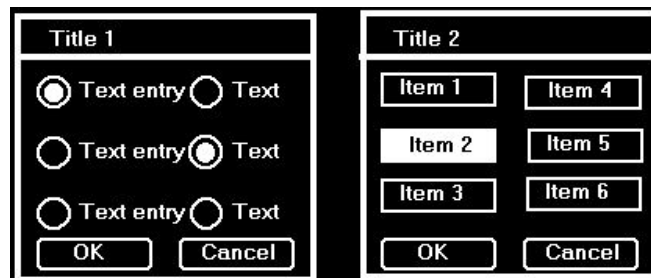 Title 1
Text entry Text
Text entry Text
Text entry Text
OK Cancel
Title 2
Item 1 Item 4
Item 2 Item 5
Item 3 Item 6
OK Cancel